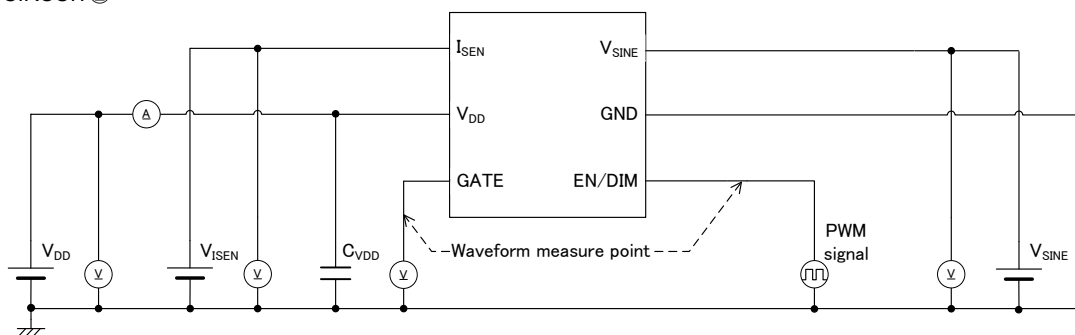 I_SEN
V_SINE
A
V_DD
GND
GATE
EN/DIM
Waveform measure point
PWM
signal
V_DD
V
V_ISEN
V
C_VDD
V
V
V_SINE